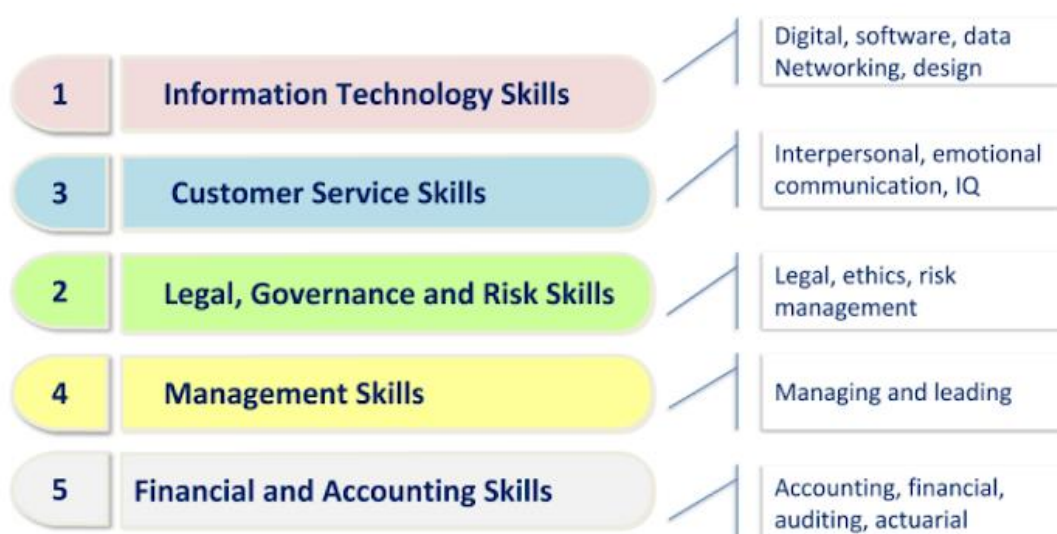 1
Information Technology Skills
Digital, software, data
Networking, design
3
Customer Service Skills
Interpersonal, emotional
communication, IQ
2
Legal, Governance and Risk Skills
Legal, ethics, risk
management
4
Management Skills
Managing and leading
5
Financial and Accounting Skills
Accounting, financial,
auditing, actuarial